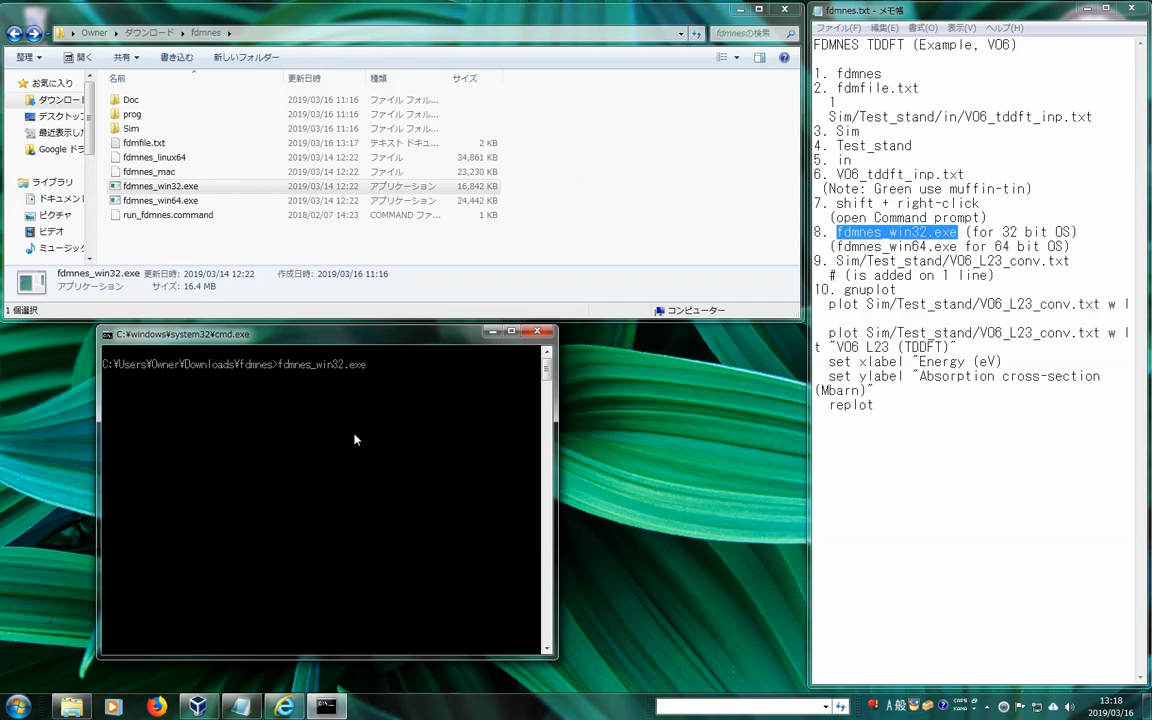 Owner
ダウンロード
fdmnes
fdmnesの検索
整理
開く
共有
書き込む
新しいフォルダー
お気に入り
ダウンロード
デスクトップ
最近表示した
Google ドラ
ライブラリ
ドキュメント
ピクチャ
ビデオ
ミュージック
名前 更新日時 種類 サイズ
Doc 2019/03/16 11:16 ファイル フォル...
prog 2019/03/16 11:16 ファイル フォル...
Sim 2019/03/16 11:16 ファイル フォル...
fdmfile.txt 2019/03/16 13:17 テキスト ドキュ... 2 KB
fdmnes_linux64 2019/03/14 12:22 ファイル 34,861 KB
fdmnes_mac 2019/03/14 12:22 ファイル 23,230 KB
fdmnes_win32.exe 2019/03/14 12:22 アプリケーション 16,842 KB
fdmnes_win64.exe 2019/03/14 12:22 アプリケーション 24,442 KB
run_fdmnes.command 2018/02/07 14:23 COMMAND ファ... 1 KB
fdmnes_win32.exe 更新日時: 2019/03/14 12:22 作成日時: 2019/03/16 11:16
アプリケーション サイズ: 16.4 MB
1 個選択
コンピューター
C:¥windows¥system32¥cmd.exe
C:¥Users¥Owner¥Downloads¥fdmnes>fdmnes_win32.exe
fdmnes.txt - メモ帳
ファイル(F) 編集(E) 書式(O) 表示(V) ヘルプ(H)
FDMNES TDDFT (Example, VO6)
1. fdmnes
2. fdmfile.txt
1
Sim/Test_stand/in/VO6_tddft_inp.txt
3. Sim
4. Test_stand
5. in
6. VO6_tddft_inp.txt
(Note: Green use muffin-tin)
7. shift + right-click
(open Command prompt)
8. fdmnes_win32.exe (for 32 bit OS)
(fdmnes_win64.exe for 64 bit OS)
9. Sim/Test_stand/VO6_L23_conv.txt
# (is added on 1 line)
10. gnuplot
plot Sim/Test_stand/VO6_L23_conv.txt w l
plot Sim/Test_stand/VO6_L23_conv.txt w l
t "VO6 L23 (TDDFT)"
set xlabel "Energy (eV)
set ylabel "Absorption cross-section
(Mbarn)"
replot
A 般
CAPS
KANA
13:18
2019/03/16